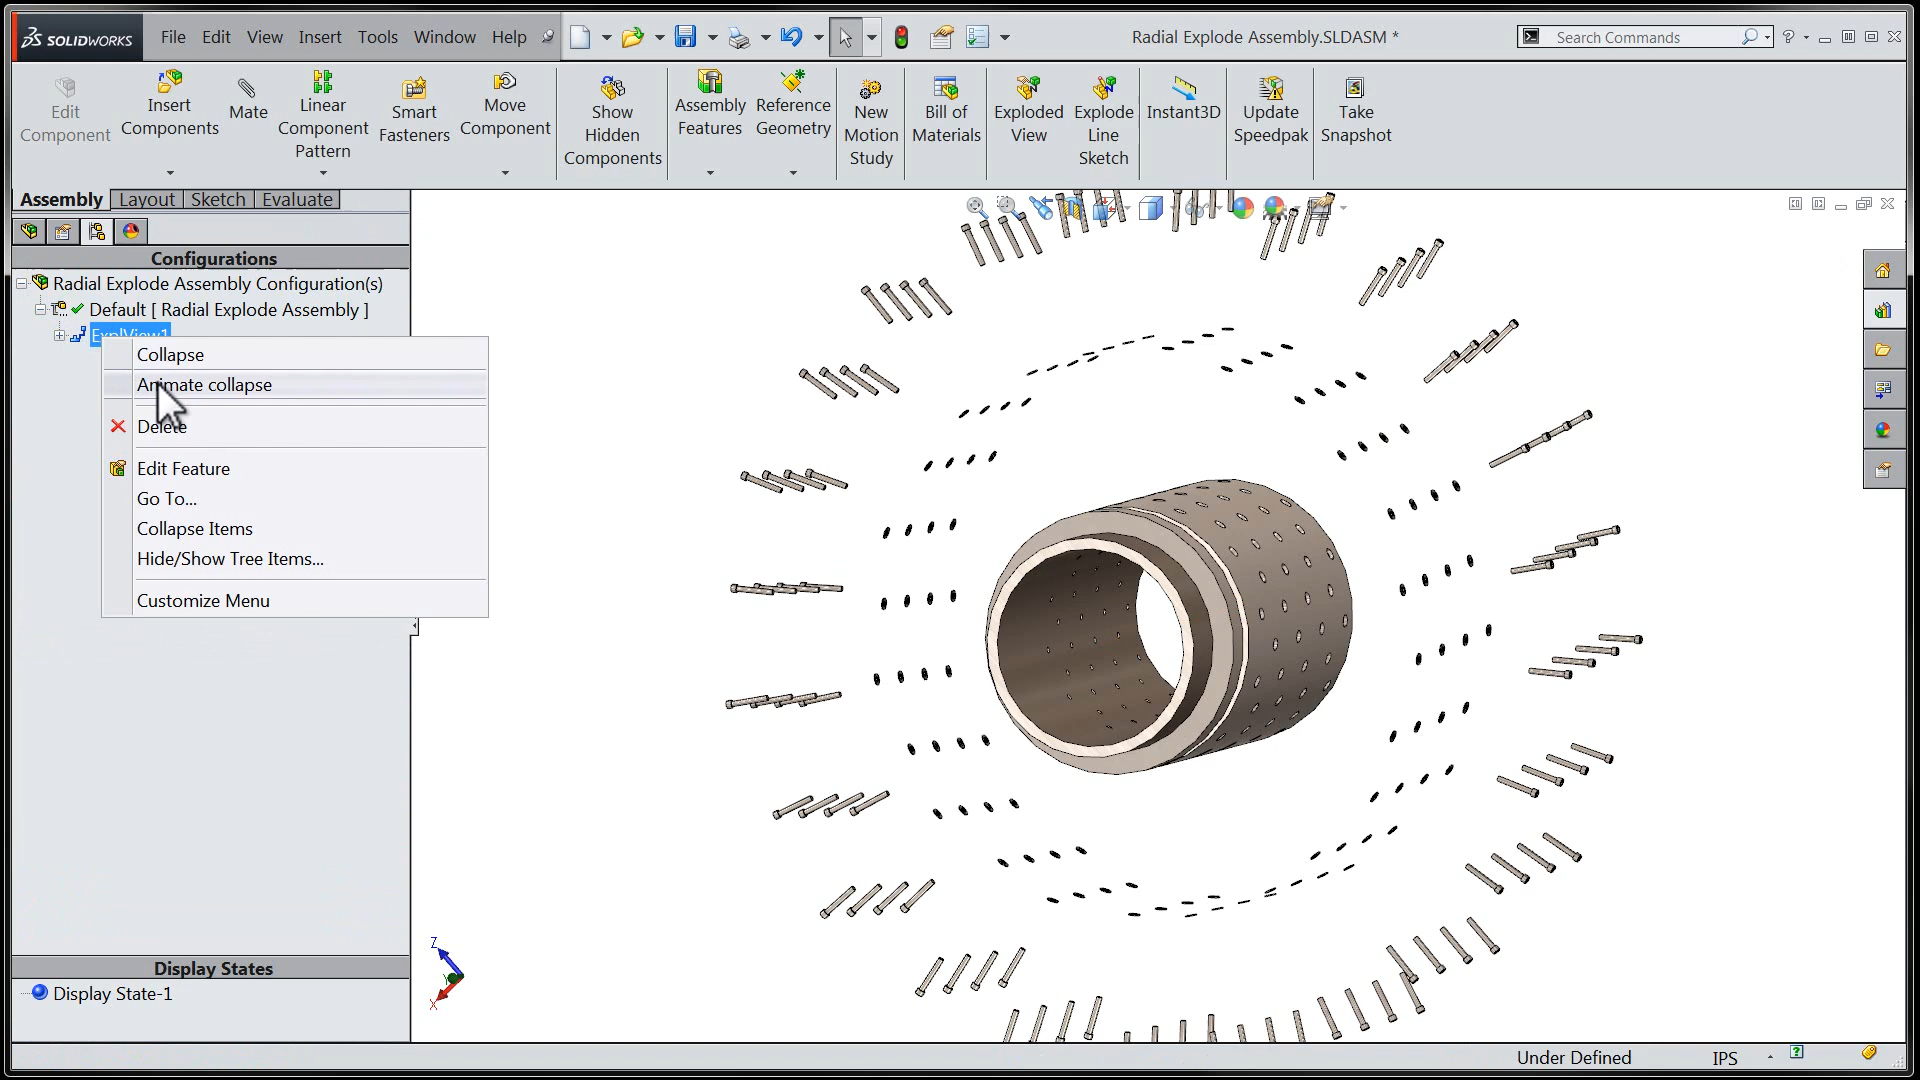 SOLIDWORKS File Edit View Insert Tools Window Help Radial Explode Assembly.SLDASM * Search Commands
Edit Component
Insert Components
Mate
Linear Component Pattern
Smart Fasteners
Move Component
Show Hidden Components
Assembly Features
Reference Geometry
New Motion Study
Bill of Materials
Exploded View
Explode Line Sketch
Instant3D
Update Speedpak
Take Snapshot
Assembly Layout Sketch Evaluate
Configurations
Radial Explode Assembly Configuration(s)
Default [ Radial Explode Assembly ]
ExplView1
Collapse
Animate collapse
Delete
Edit Feature
Go To...
Collapse Items
Hide/Show Tree Items...
Customize Menu
Display States
Display State-1
Z
Y
X
Under Defined IPS